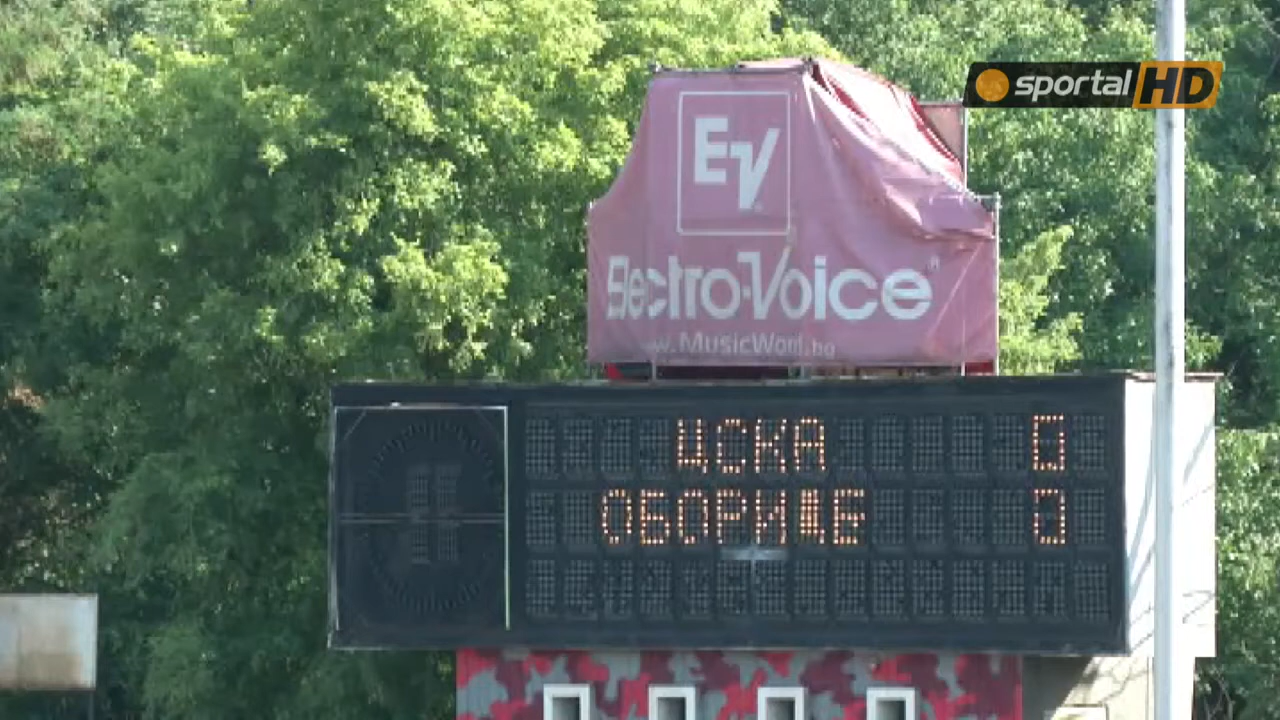 sportal HD
EV
Electro-Voice®
www.MusicWorld.bg
ЦСКА 0
ОБОРИЩЕ 0